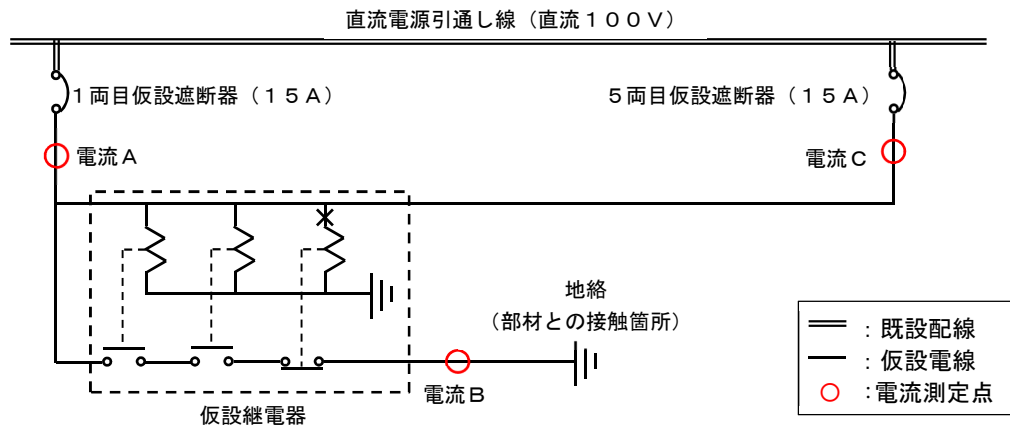 直流電源引通し線（直流１００Ｖ）
１両目仮設遮断器（１５Ａ）
５両目仮設遮断器（１５Ａ）
電流Ａ
電流Ｃ
地絡
（部材との接触箇所）
電流Ｂ
仮設継電器
：既設配線
：仮設電線
：電流測定点